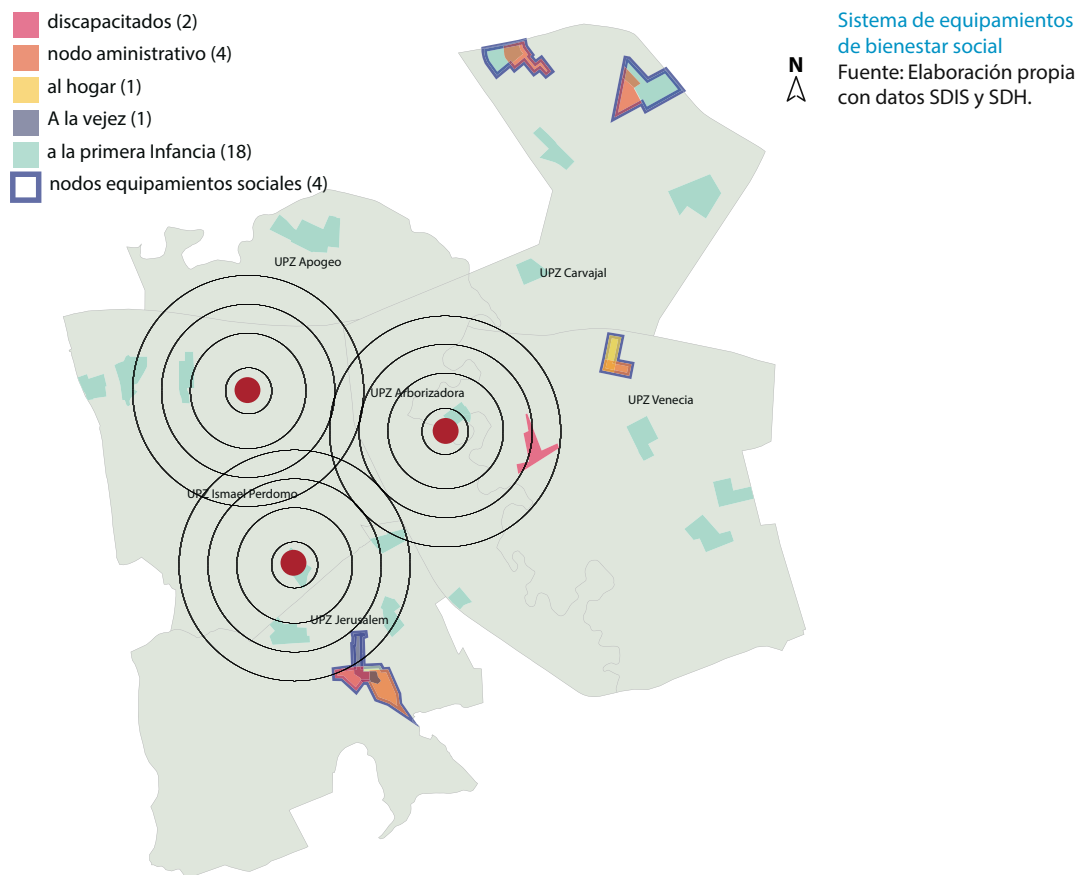 discapacitados (2)
nodo aministrativo (4)
al hogar (1)
A la vejez (1)
a la primera Infancia (18)
nodos equipamientos sociales (4)
Sistema de equipamientos
de bienestar social
Fuente: Elaboración propia
con datos SDIS y SDH.
N
UPZ Apogeo
UPZ Carvajal
UPZ Arborizadora
UPZ Venecia
UPZ Ismael Perdomo
UPZ Jerusalem